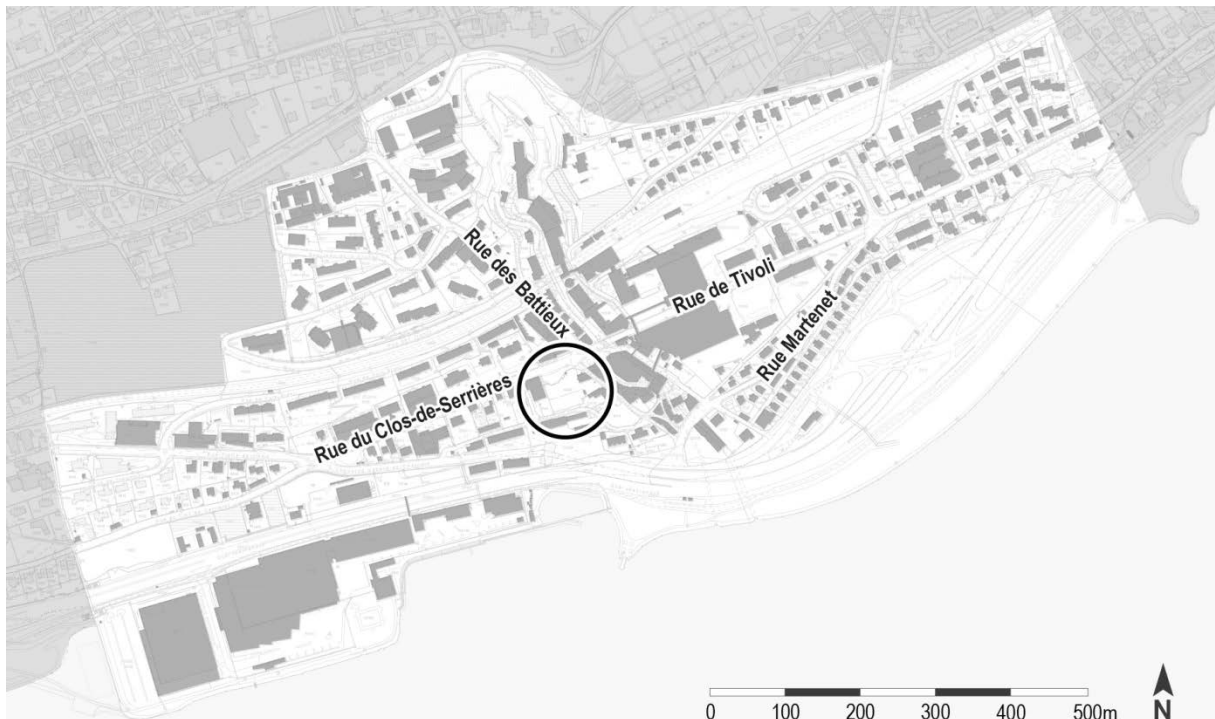 Rue des Battieux
Rue de Tivoli
Rue Martenet
Rue du Clos-de-Serrières
0 100 200 300 400 500m
N